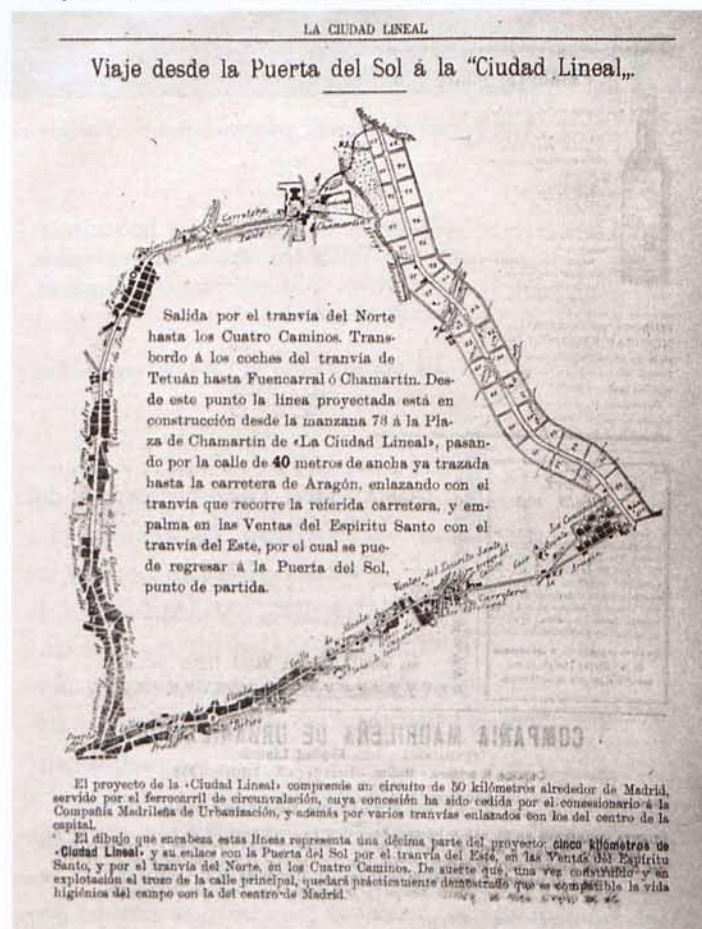 LA CIUDAD LINEAL
Viaje desde la Puerta del Sol á la "Ciudad Lineal„.
Carretera
Chamartín
Salida por el tranvía del Norte
hasta los Cuatro Caminos. Trans-
bordo á los coches del tranvía de
Tetuán hasta Fuencarral ó Chamartín. Des-
de este punto la línea proyectada está en
construcción desde la manzana 78 á la Pla-
za de Chamartín de «La Ciudad Lineal», pasan-
do por la calle de 40 metros de ancha ya trazada
hasta la carretera de Aragón, enlazando con el
tranvía que recorre la referida carretera, y em-
palma en las Ventas del Espíritu Santo con el
tranvía del Este, por el cual se pue-
de regresar á la Puerta del Sol,
punto de partida.
Ventas del Espíritu Santo
Carretera de Aragón
COMPAÑIA MADRILEÑA DE
El proyecto de la «Ciudad Lineal» comprende un circuito de 50 kilómetros alrededor de Madrid,
servido por el ferrocarril de circunvalación, cuya concesión ha sido cedida por el concesionario á la
Compañía Madrileña de Urbanización, y además por varios tranvías enlazados con los del centro de la
capital.
El dibujo que encabeza estas líneas representa una décima parte del proyecto: cinco kilómetros de
«Ciudad Lineal» y su enlace con la Puerta del Sol por el tranvía del Este, en las Ventas del Espíritu
Santo, y por el tranvía del Norte, en los Cuatro Caminos. De suerte que, una vez construído y en
explotación el trozo de la calle principal, quedará prácticamente demostrado que es compatible la vida
higiénica del campo con la del centro de Madrid.